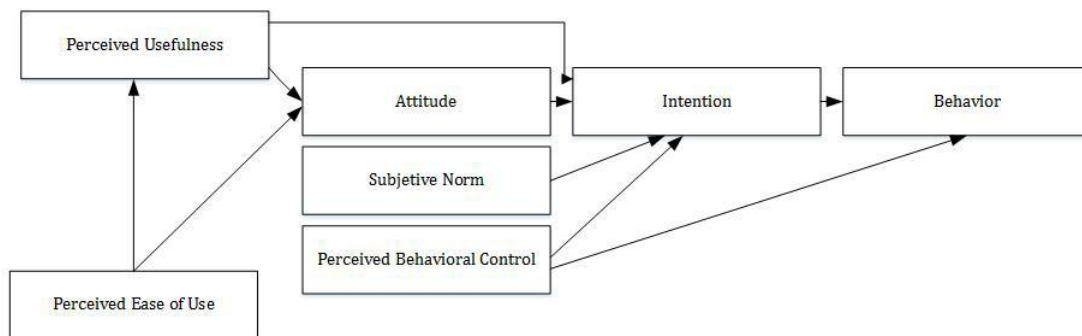 Perceived Usefulness
Attitude
Intention
Behavior
Subjetive Norm
Perceived Behavioral Control
Perceived Ease of Use